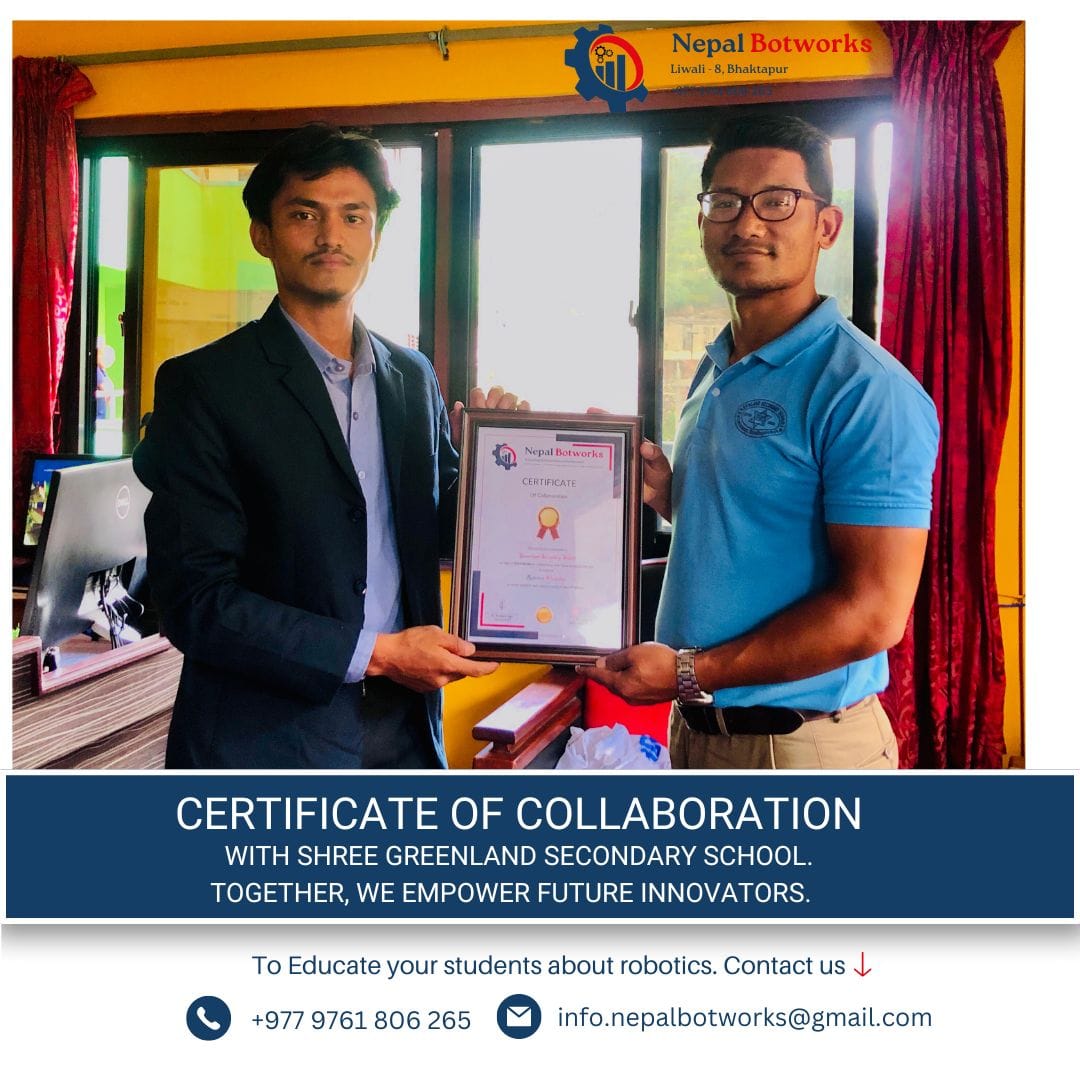 Nepal Botworks
Liwali - 8, Bhaktapur
DELL
Nepal Botworks
CERTIFICATE
Of Collaboration
CERTIFICATE OF COLLABORATION
WITH SHREE GREENLAND SECONDARY SCHOOL.
TOGETHER, WE EMPOWER FUTURE INNOVATORS.
To Educate your students about robotics. Contact us ↓
+977 9761 806 265
info.nepalbotworks@gmail.com